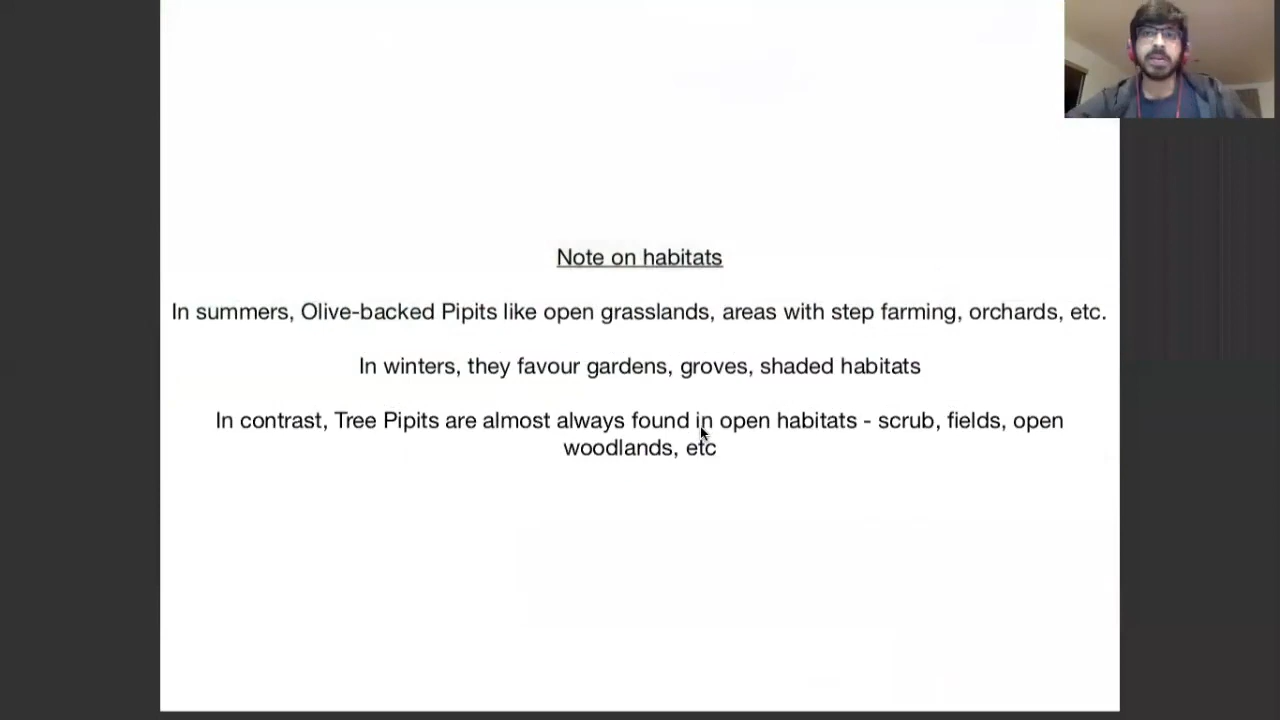 Note on habitats
In summers, Olive-backed Pipits like open grasslands, areas with step farming, orchards, etc.
In winters, they favour gardens, groves, shaded habitats
In contrast, Tree Pipits are almost always found in open habitats - scrub, fields, open
woodlands, etc